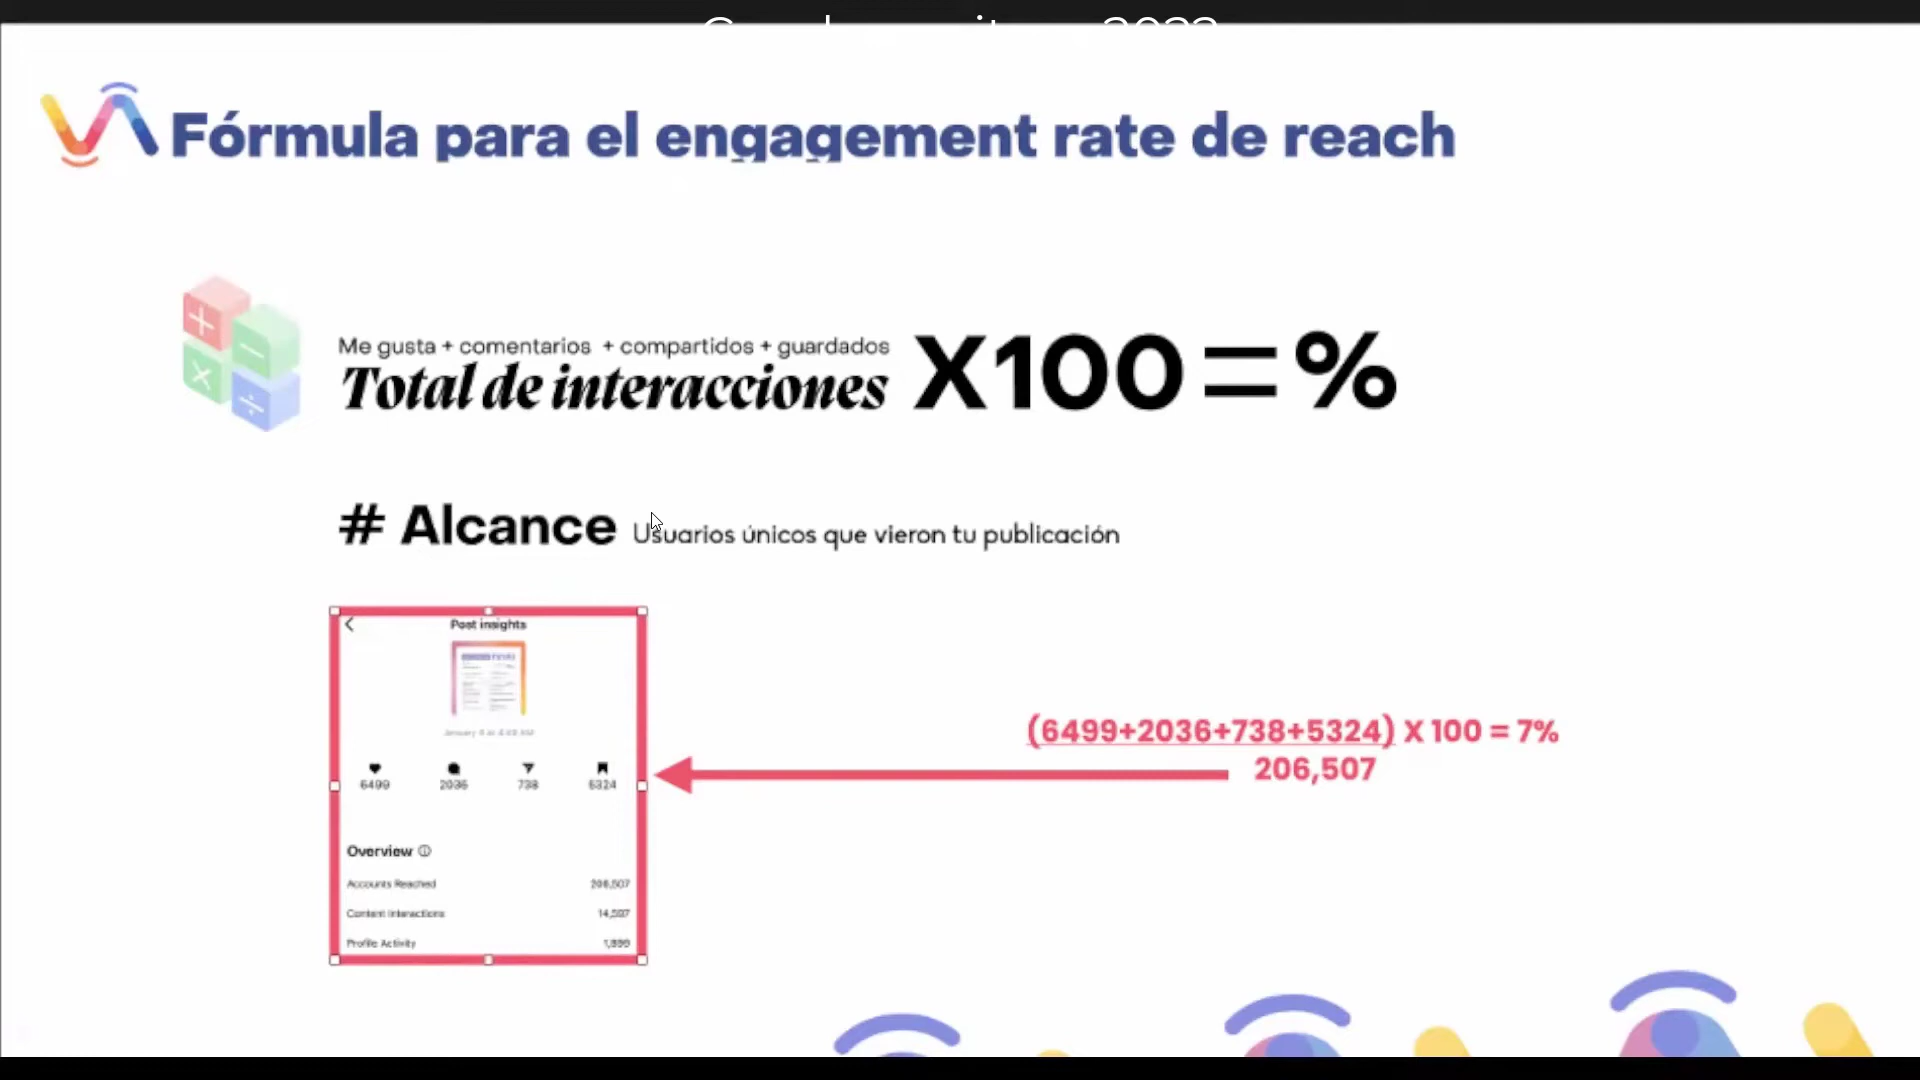 Fórmula para el engagement rate de reach
Me gusta + comentarios + compartidos + guardados
Total de interacciones X100=%
# Alcance Usuarios únicos que vieron tu publicación
Post insights
(6499+2036+738+5324) X 100 = 7%
206,507
6499 2036 738 5324
Overview
Accounts Reached 206,507
Content Interactions 14,597
Profile Activity